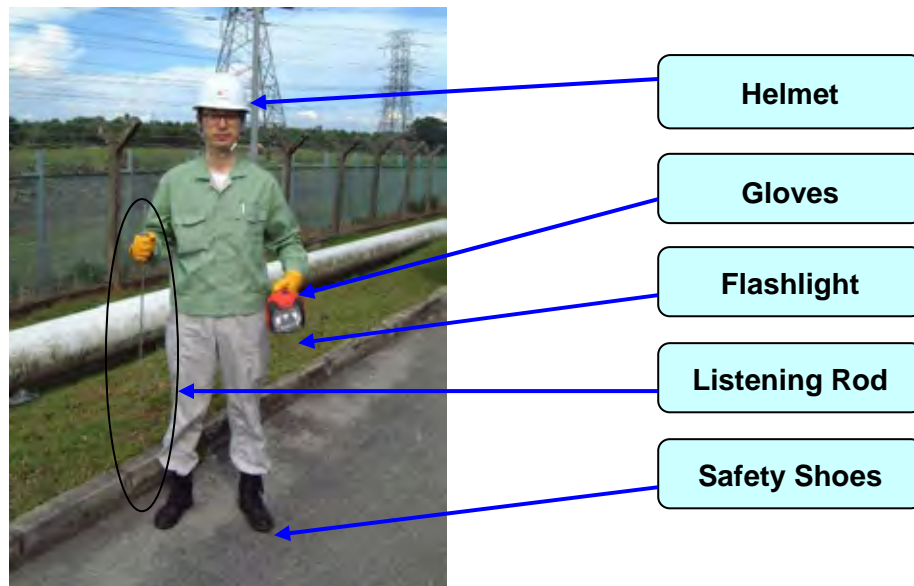 Helmet
Gloves
Flashlight
Listening Rod
Safety Shoes